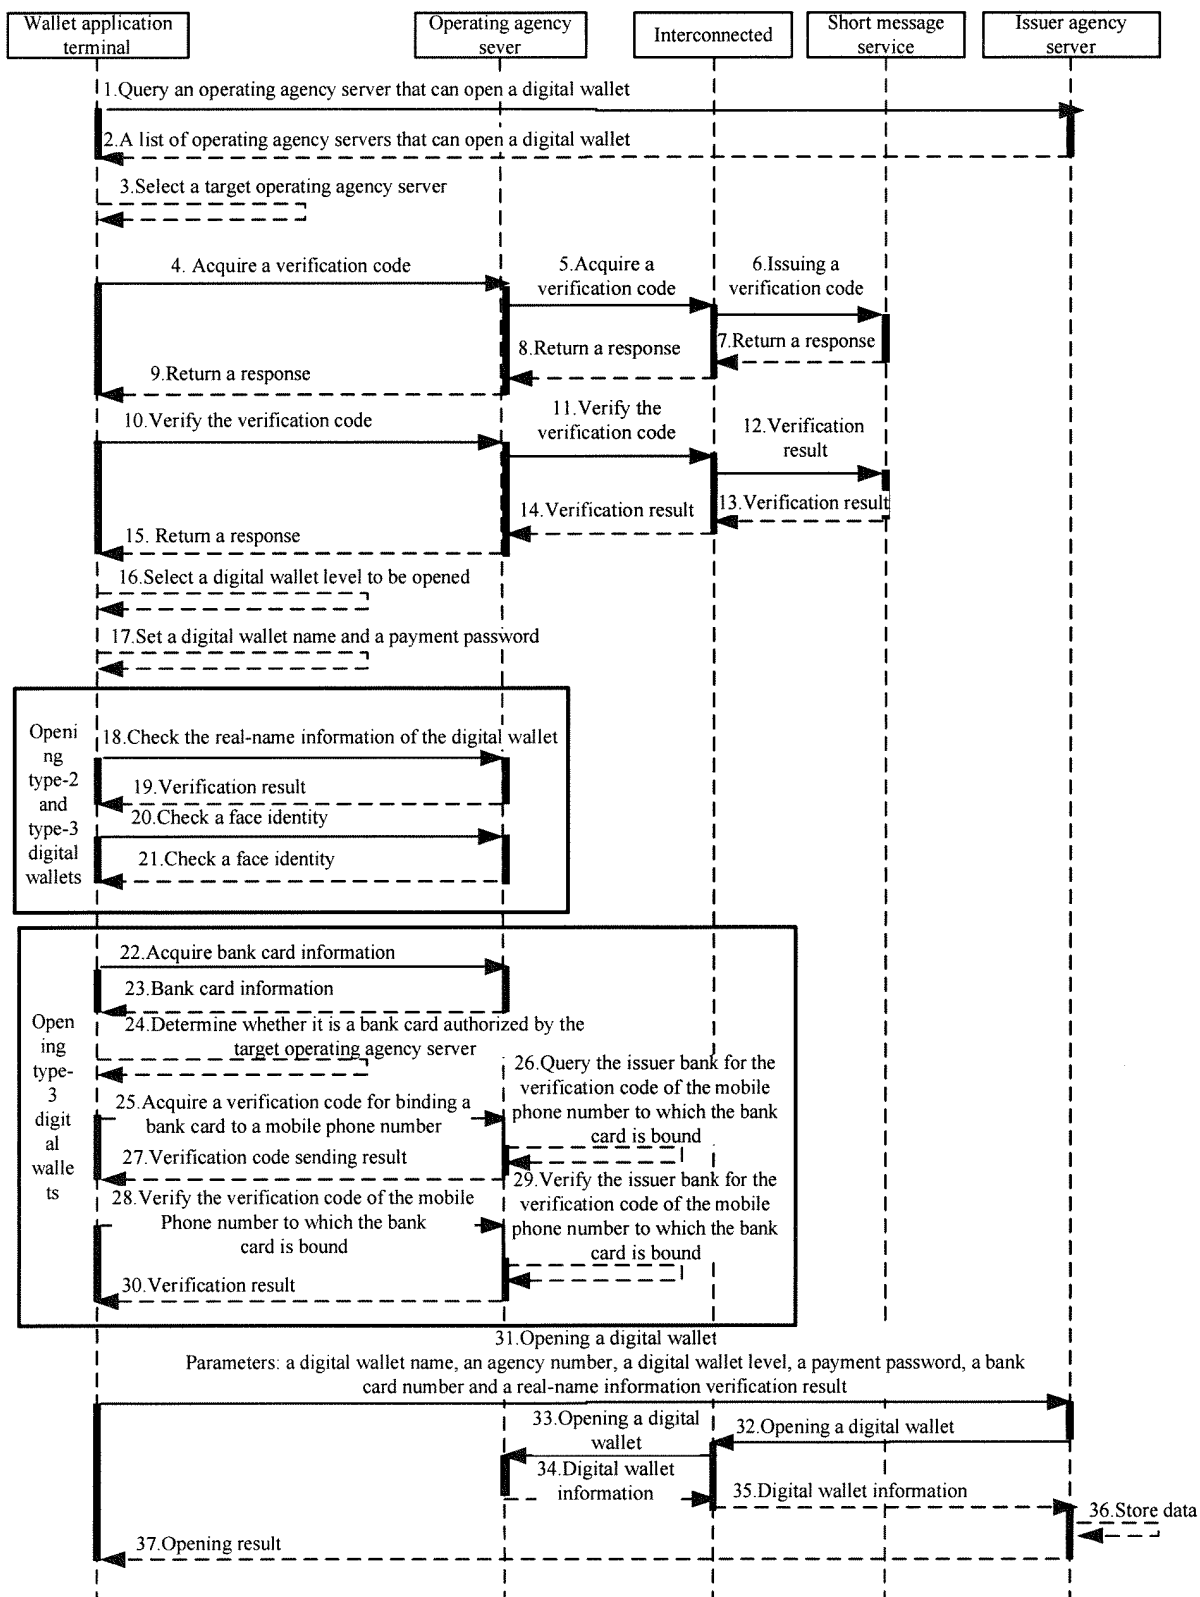 Wallet application
terminal
Operating agency
sever
Interconnected
Short message
service
Issuer agency
server
1.Query an operating agency server that can open a digital wallet
2.A list of operating agency servers that can open a digital wallet
3.Select a target operating agency server
4. Acquire a verification code
5.Acquire a
verification code
6.Issuing a
verification code
7.Return a response
8.Return a response
9.Return a response
10.Verify the verification code
11.Verify the
verification code
12.Verification
result
13.Verification result
14.Verification result
15. Return a response
16.Select a digital wallet level to be opened
17.Set a digital wallet name and a payment password
Openi
ng
type-2
and
type-3
digital
wallets
18.Check the real-name information of the digital wallet
19.Verification result
20.Check a face identity
21.Check a face identity
Open
ing
type-
3
digit
al
walle
ts
22.Acquire bank card information
23.Bank card information
24.Determine whether it is a bank card authorized by the
target operating agency server
25.Acquire a verification code for binding a
bank card to a mobile phone number
26.Query the issuer bank for the
verification code of the mobile
phone number to which the bank
card is bound
27.Verification code sending result
28.Verify the verification code of the mobile
Phone number to which the bank
card is bound
29.Verify the issuer bank for the
verification code of the mobile
phone number to which the bank
card is bound
30.Verification result
31.Opening a digital wallet
Parameters: a digital wallet name, an agency number, a digital wallet level, a payment password, a bank
card number and a real-name information verification result
32.Opening a digital wallet
33.Opening a digital
wallet
34.Digital wallet
information
35.Digital wallet information
36.Store data
37.Opening result